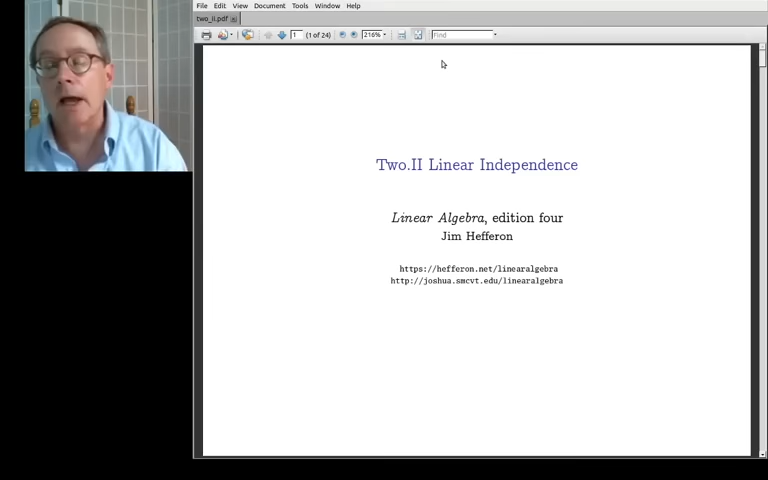 File Edit View Document Tools Window Help
two_ii.pdf
1 (1 of 24) 216% Find
Two.II Linear Independence
Linear Algebra, edition four
Jim Hefferon
https://hefferon.net/linearalgebra
http://joshua.smcvt.edu/linearalgebra